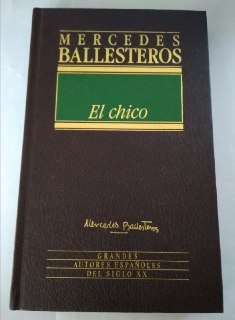 MERCEDES
BALLESTEROS
El chico
Mercedes Ballesteros
GRANDES
AUTORES ESPAÑOLES
DEL SIGLO XX